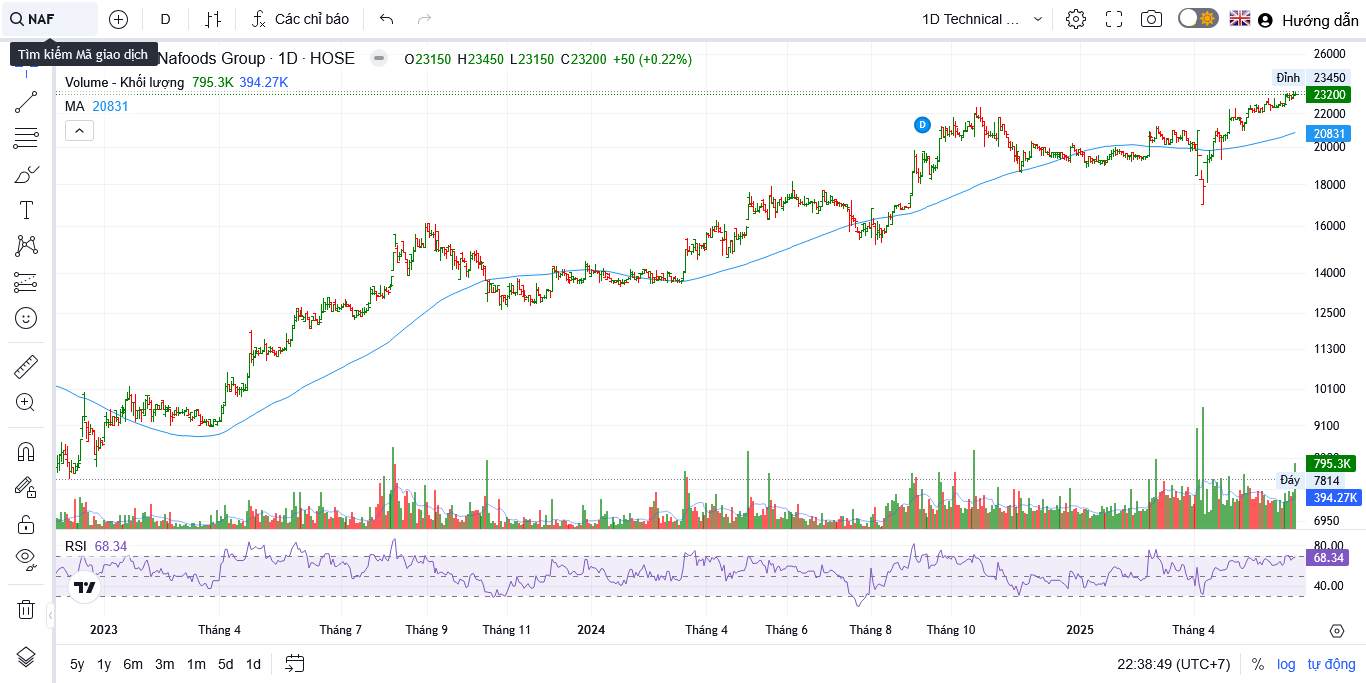 NAF
D
Các chỉ báo
1D Technical ...
Hướng dẫn
Tìm kiếm Mã giao dịch
Nafoods Group · 1D · HOSE
O23150 H23450 L23150 C23200 +50 (+0.22%)
Volume - Khối lượng 795.3K 394.27K
MA 20831
D
26000
Đỉnh 23450
23200
22000
20831
20000
18000
16000
14000
12500
11300
10100
9100
795.3K
Đáy 7814
394.27K
6950
RSI 68.34
80.00
68.34
40.00
2023 Tháng 4 Tháng 7 Tháng 9 Tháng 11 2024 Tháng 4 Tháng 6 Tháng 8 Tháng 10 2025 Tháng 4
5y 1y 6m 3m 1m 5d 1d
22:38:49 (UTC+7) % log tự động